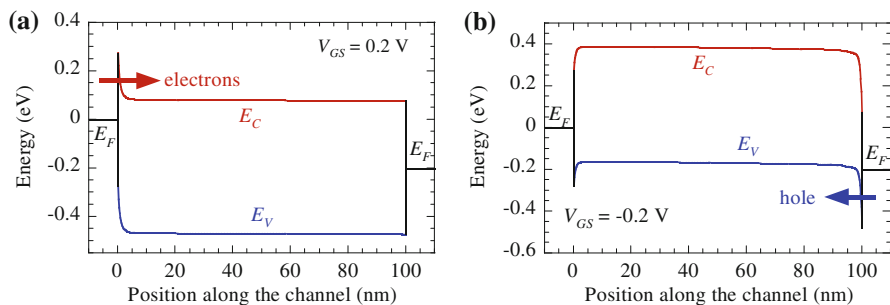 (a)
0.4
0.2
0
-0.2
-0.4
Energy (eV)
V_GS = 0.2 V
electrons
E_C
E_F
E_F
E_V
0 20 40 60 80 100
Position along the channel (nm)
(b)
0.4
0.2
0
-0.2
-0.4
-0.6
Energy (eV)
E_C
E_F
E_V
E_F
hole
V_GS = -0.2 V
0 20 40 60 80 100
Position along the channel (nm)